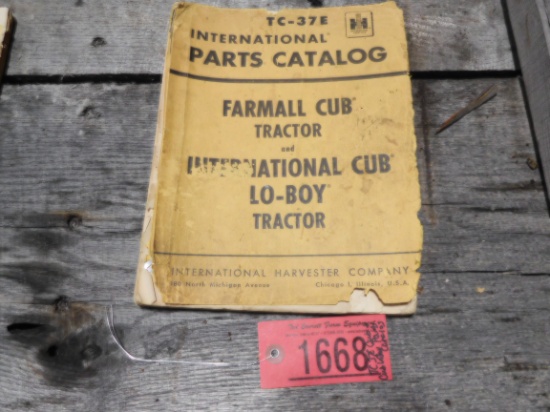 TC-37E
INTERNATIONAL
PARTS CATALOG
FARMALL CUB
TRACTOR
and
INTERNATIONAL CUB
LO-BOY
TRACTOR
INTERNATIONAL HARVESTER COMPANY
North Michigan Avenue Chicago 1, Illinois, U.S.A.
1668